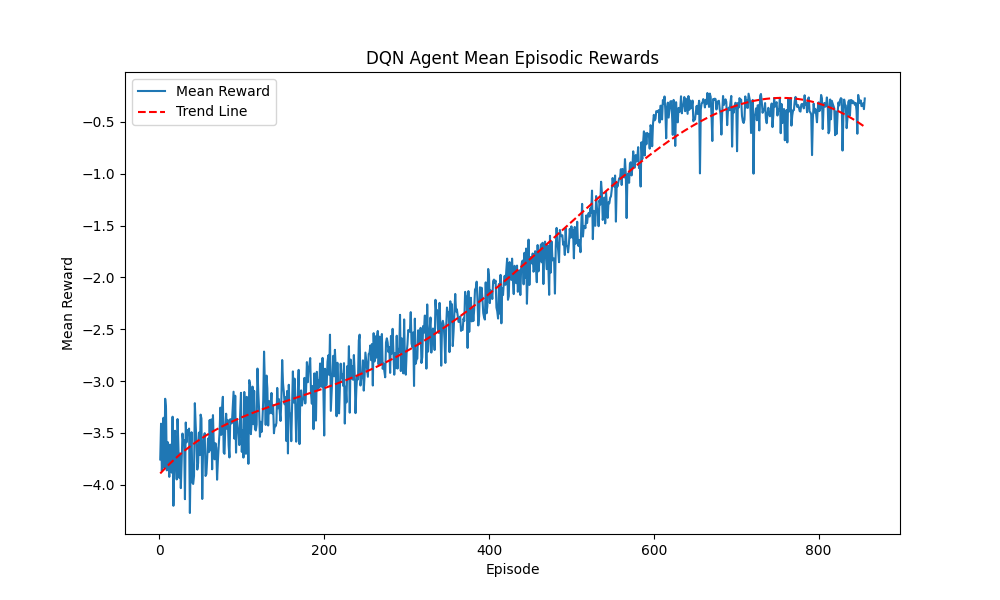 DQN Agent Mean Episodic Rewards
Mean Reward
Trend Line
−0.5
−1.0
−1.5
−2.0
−2.5
−3.0
−3.5
−4.0
Mean Reward
0 200 400 600 800
Episode